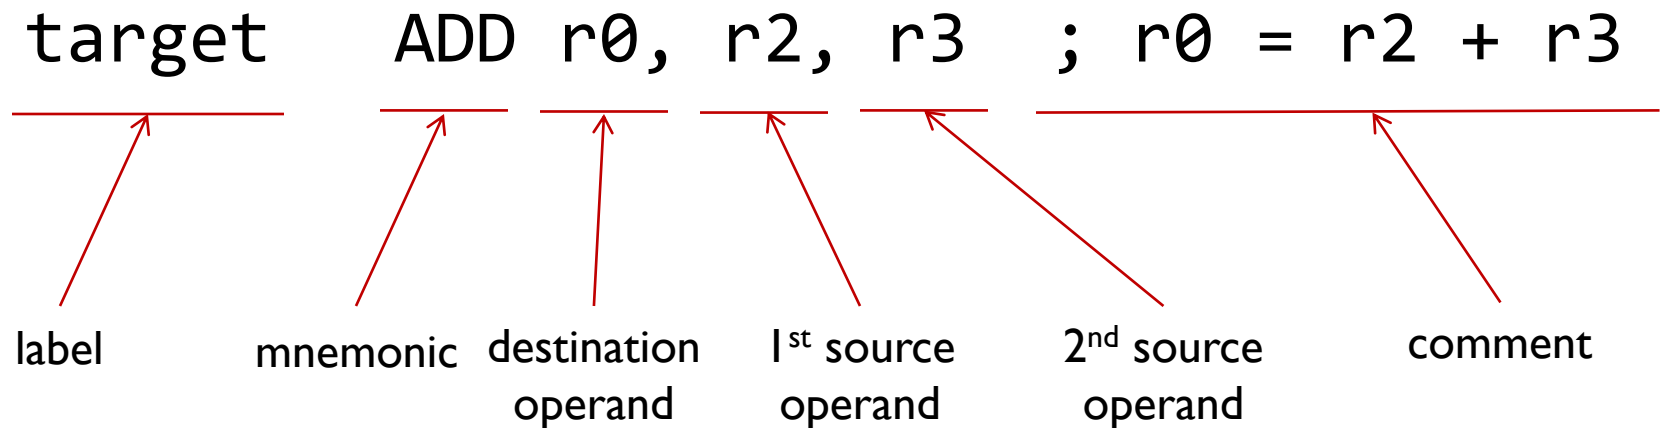 target ADD r0, r2, r3 ; r0 = r2 + r3
label mnemonic destination operand 1st source operand 2nd source operand comment